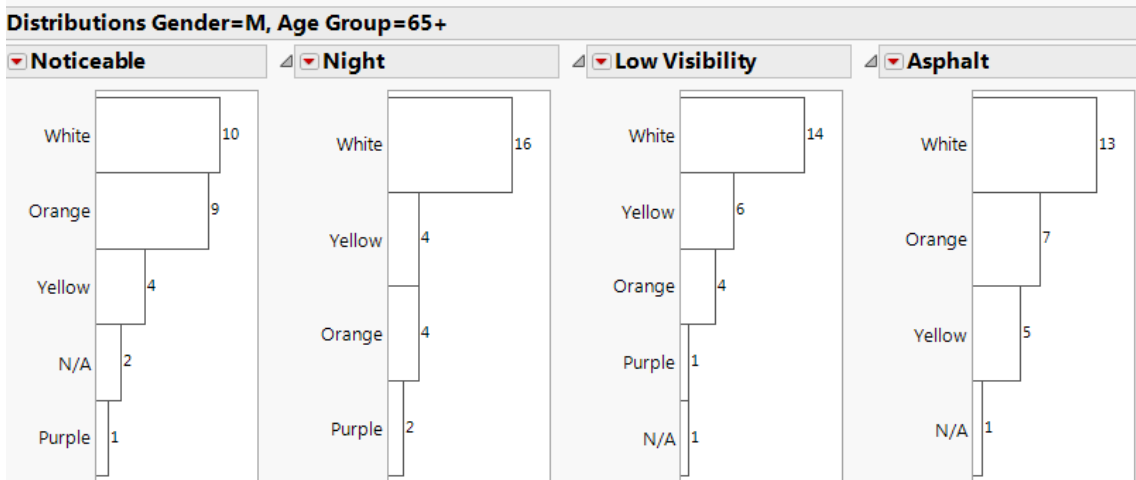 Distributions Gender=M, Age Group=65+
Noticeable
White 10
Orange 9
Yellow 4
N/A 2
Purple 1
Night
White 16
Yellow 4
Orange 4
Purple 2
Low Visibility
White 14
Yellow 6
Orange 4
Purple 1
N/A 1
Asphalt
White 13
Orange 7
Yellow 5
N/A 1